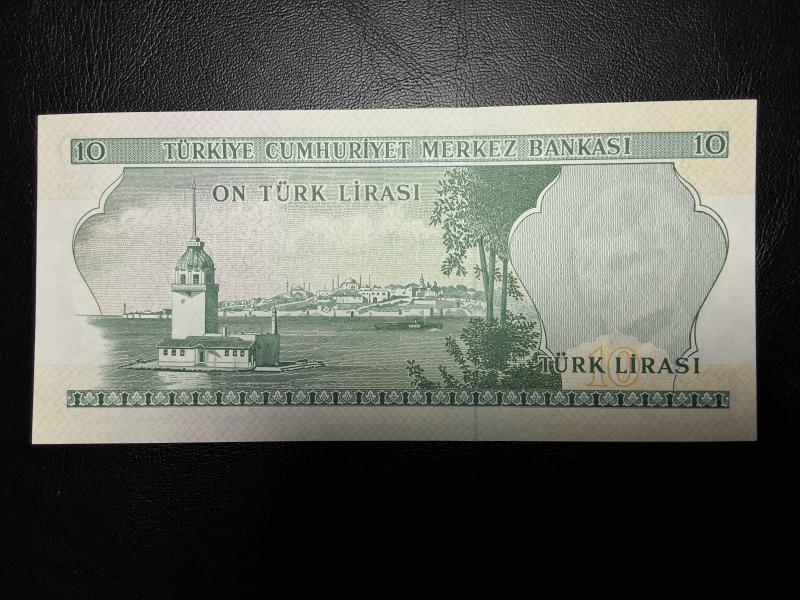 10 TÜRKİYE CUMHURİYET MERKEZ BANKASI 10
ON TÜRK LİRASI
10 TÜRK LİRASI